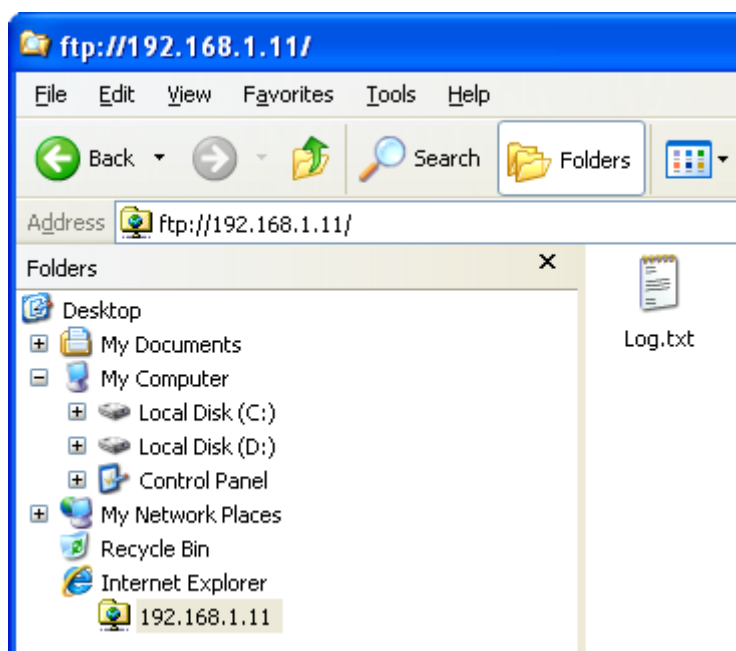 ftp://192.168.1.11/
File Edit View Favorites Tools Help
Back Search Folders
Address ftp://192.168.1.11/
Folders
Desktop
My Documents
My Computer
Local Disk (C:)
Local Disk (D:)
Control Panel
My Network Places
Recycle Bin
Internet Explorer
192.168.1.11
Log.txt